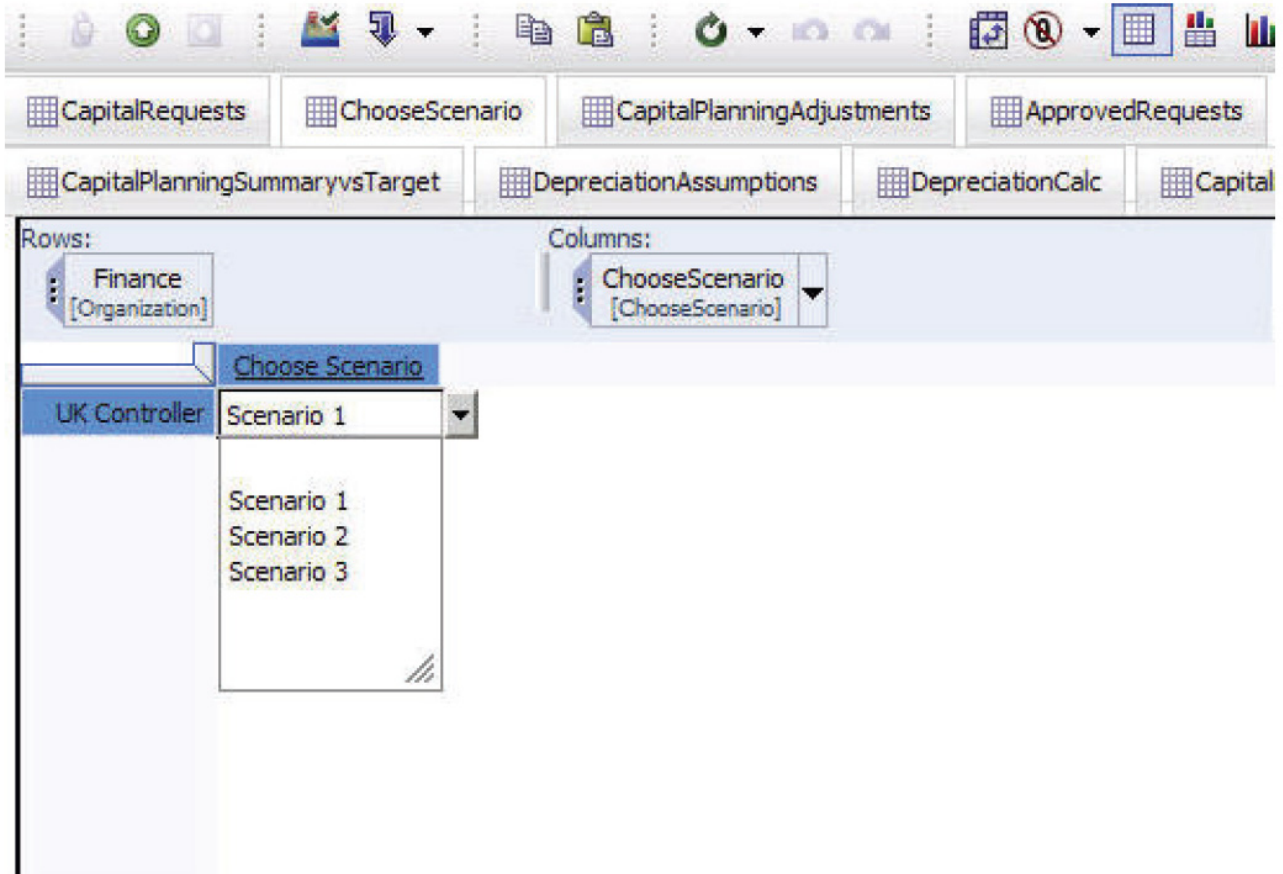 CapitalRequests ChooseScenario CapitalPlanningAdjustments ApprovedRequests
CapitalPlanningSummaryvsTarget DepreciationAssumptions DepreciationCalc Capital
Rows: Columns:
Finance ChooseScenario
[Organization] [ChooseScenario]
Choose Scenario
UK Controller Scenario 1
Scenario 1
Scenario 2
Scenario 3